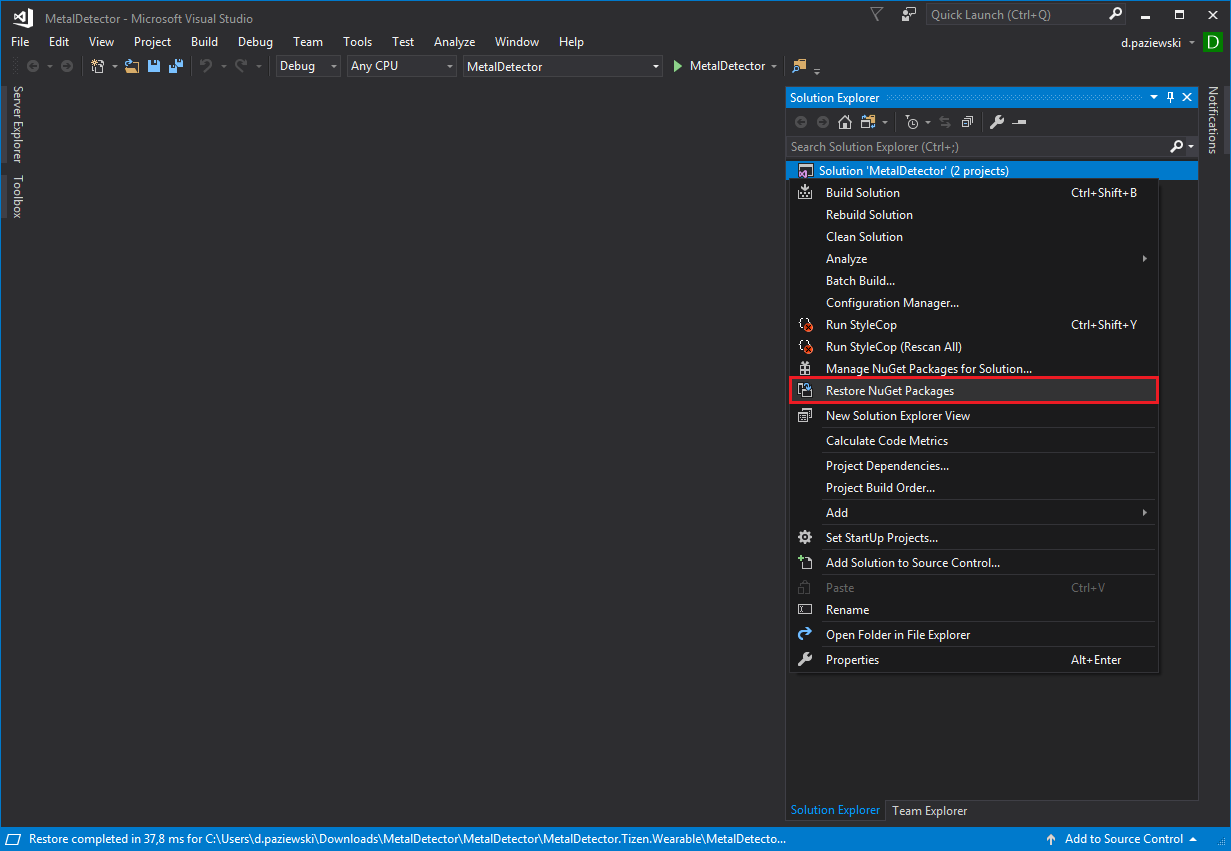 MetalDetector - Microsoft Visual Studio
Quick Launch (Ctrl+Q)
File Edit View Project Build Debug Team Tools Test Analyze Window Help
d.paziewski D
Debug Any CPU MetalDetector MetalDetector
Server Explorer
Toolbox
Solution Explorer
Notifications
Search Solution Explorer (Ctrl+;)
Solution 'MetalDetector' (2 projects)
Build Solution Ctrl+Shift+B
Rebuild Solution
Clean Solution
Analyze
Batch Build...
Configuration Manager...
Run StyleCop Ctrl+Shift+Y
Run StyleCop (Rescan All)
Manage NuGet Packages for Solution...
Restore NuGet Packages
New Solution Explorer View
Calculate Code Metrics
Project Dependencies...
Project Build Order...
Add
Set StartUp Projects...
Add Solution to Source Control...
Paste Ctrl+V
Rename
Open Folder in File Explorer
Properties Alt+Enter
Solution Explorer Team Explorer
Restore completed in 37,8 ms for C:\Users\d.paziewski\Downloads\MetalDetector\MetalDetector\MetalDetector.Tizen.Wearable\MetalDetecto...
Add to Source Control